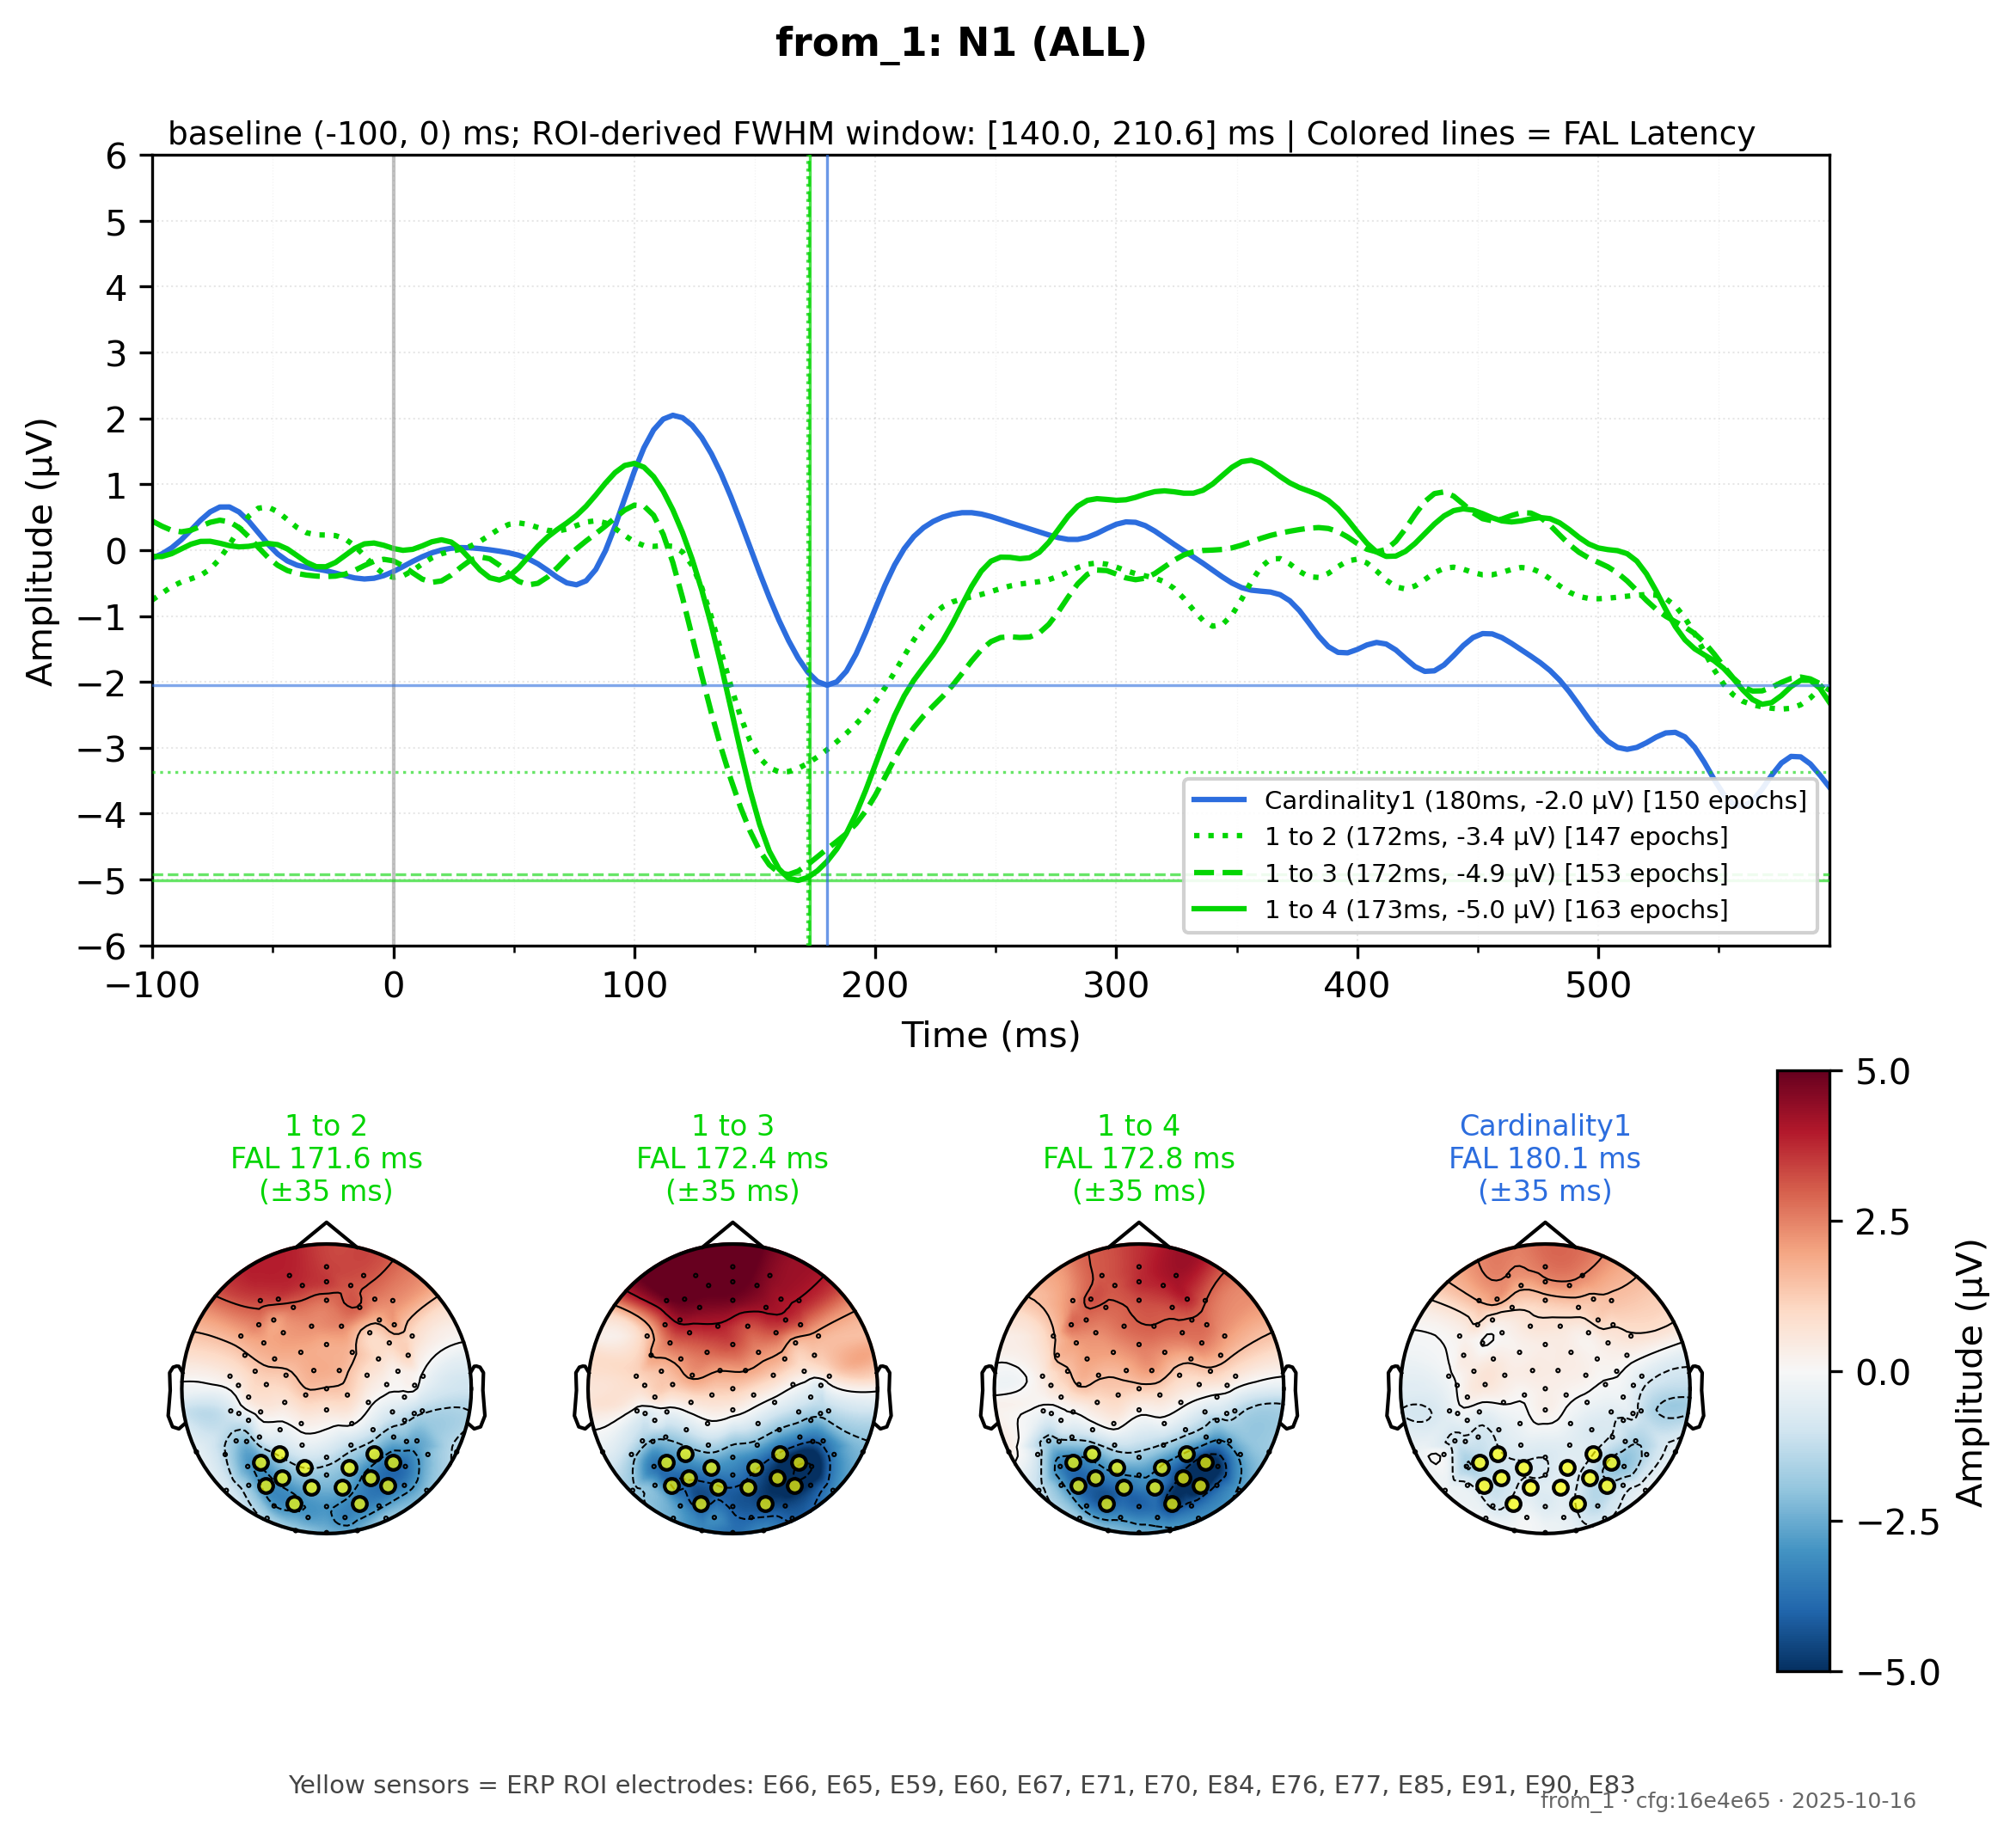 from_1: N1 (ALL)
baseline (-100, 0) ms; ROI-derived FWHM window: [140.0, 210.6] ms | Colored lines = FAL Latency
6
5
4
3
2
1
0
−1
−2
−3
−4
−5
−6
Amplitude (μV)
Cardinality1 (180ms, -2.0 μV) [150 epochs]
1 to 2 (172ms, -3.4 μV) [147 epochs]
1 to 3 (172ms, -4.9 μV) [153 epochs]
1 to 4 (173ms, -5.0 μV) [163 epochs]
−100 0 100 200 300 400 500
Time (ms)
1 to 2
FAL 171.6 ms
(±35 ms)
1 to 3
FAL 172.4 ms
(±35 ms)
1 to 4
FAL 172.8 ms
(±35 ms)
Cardinality1
FAL 180.1 ms
(±35 ms)
5.0
2.5
0.0
−2.5
−5.0
Amplitude (μV)
Yellow sensors = ERP ROI electrodes: E66, E65, E59, E60, E67, E71, E70, E84, E76, E77, E85, E91, E90, E83
from_1 · cfg:16e4e65 · 2025-10-16